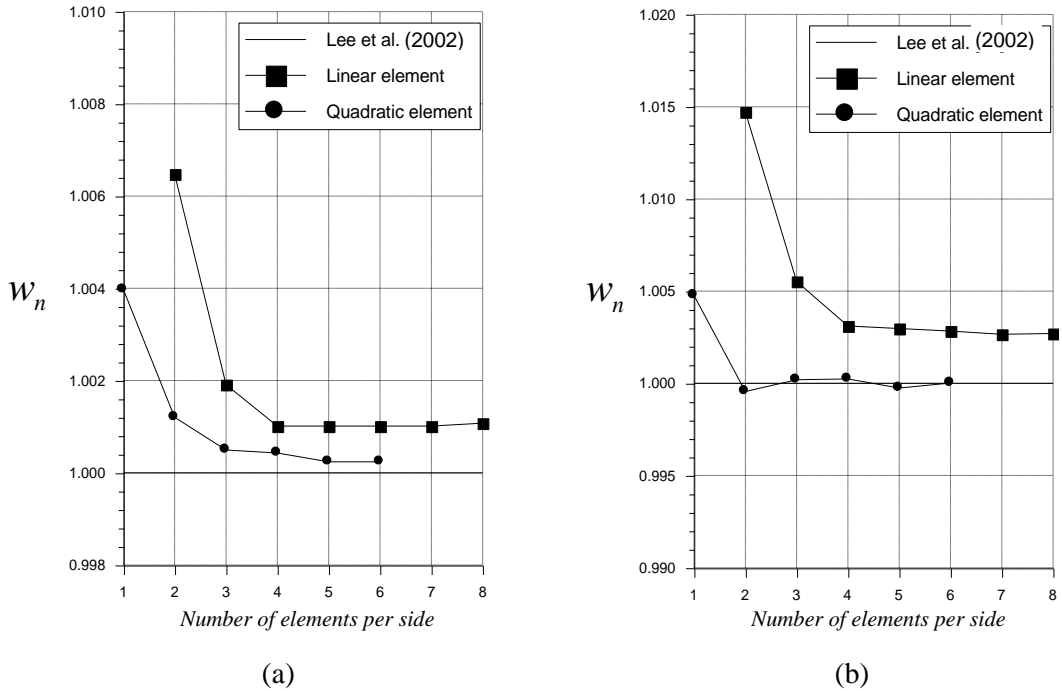 1.010
1.008
1.006
1.004
1.002
1.000
0.998
w_n
Lee et al. (2002)
Linear element
Quadratic element
1 2 3 4 5 6 7 8
Number of elements per side
(a)
1.020
1.015
1.010
1.005
1.000
0.995
0.990
w_n
Lee et al. (2002)
Linear element
Quadratic element
1 2 3 4 5 6 7 8
Number of elements per side
(b)